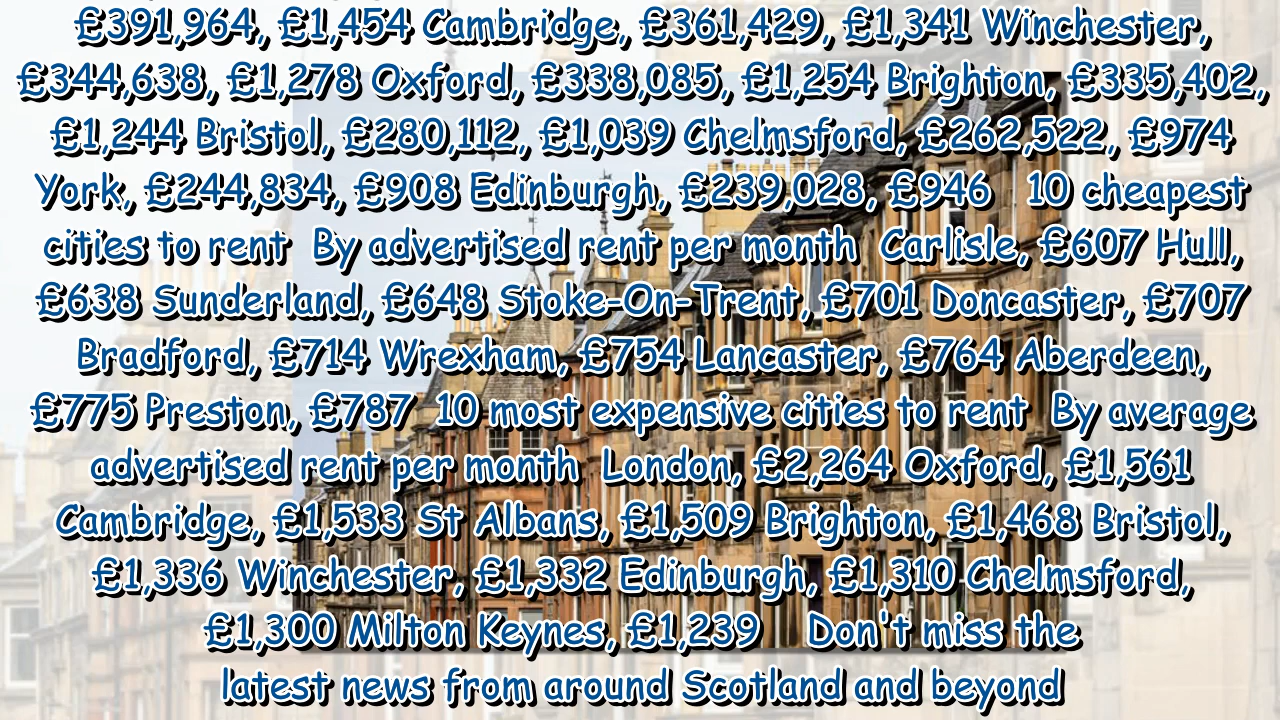 £391,964, £1,454 Cambridge, £361,429, £1,341 Winchester,
£344,638, £1,278 Oxford, £338,085, £1,254 Brighton, £335,402,
£1,244 Bristol, £280,112, £1,039 Chelmsford, £262,522, £974
York, £244,834, £908 Edinburgh, £239,028, £946 10 cheapest
cities to rent By advertised rent per month Carlisle, £607 Hull,
£638 Sunderland, £648 Stoke-On-Trent, £701 Doncaster, £707
Bradford, £714 Wrexham, £754 Lancaster, £764 Aberdeen,
£775 Preston, £787 10 most expensive cities to rent By average
advertised rent per month London, £2,264 Oxford, £1,561
Cambridge, £1,533 St Albans, £1,509 Brighton, £1,468 Bristol,
£1,336 Winchester, £1,332 Edinburgh, £1,310 Chelmsford,
£1,300 Milton Keynes, £1,239 Don't miss the
latest news from around Scotland and beyond